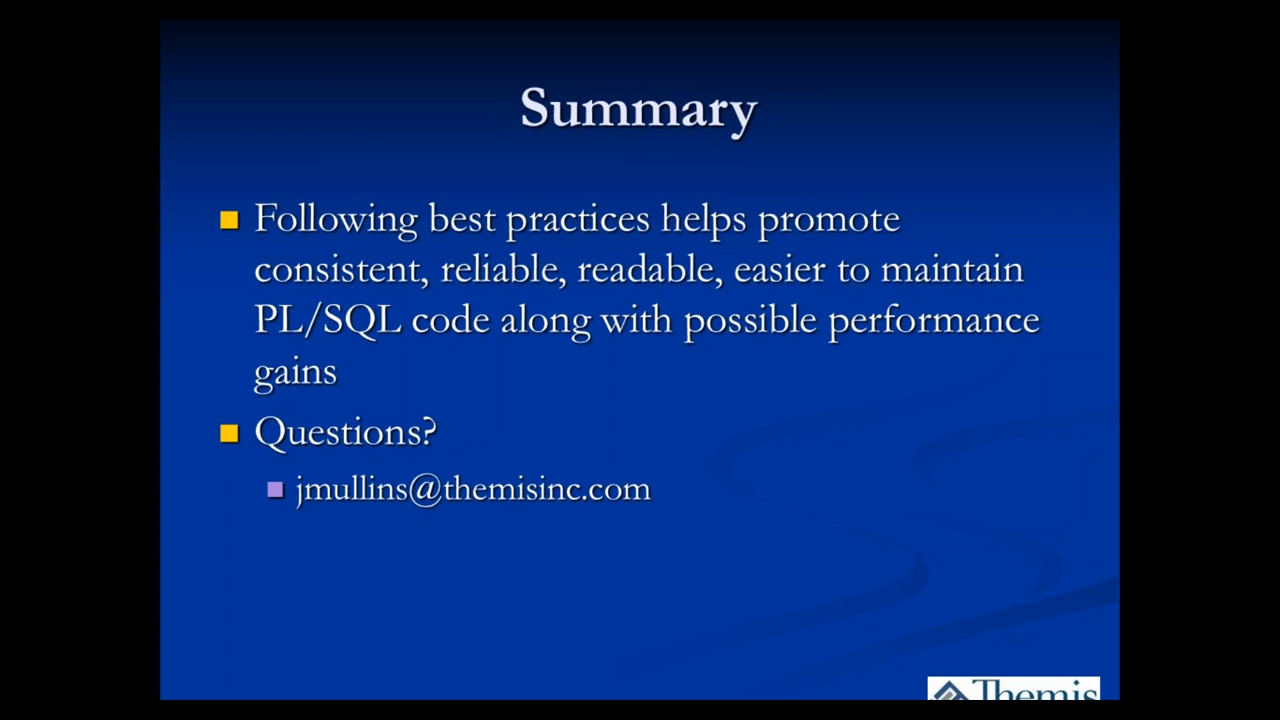 Summary
Following best practices helps promote
consistent, reliable, readable, easier to maintain
PL/SQL code along with possible performance
gains
Questions?
jmullins@themisinc.com
Themis